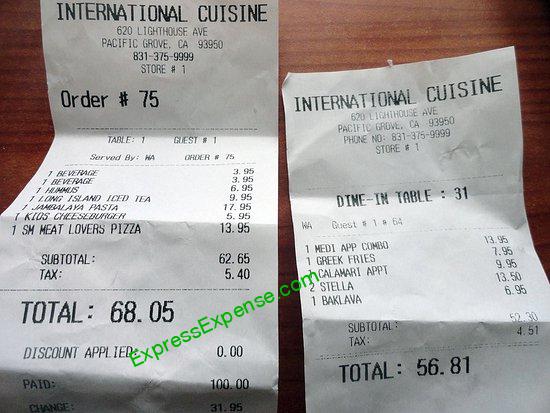 INTERNATIONAL CUISINE
620 LIGHTHOUSE AVE
PACIFIC GROVE, CA 93950
831-375-9999
STORE # 1
Order # 75
TABLE: 1 GUEST # 1
Served By: WA ORDER # 75
1 BEVERAGE 3.95
1 BEVERAGE 3.95
1 HUMMUS 6.95
1 LONG ISLAND ICED TEA 9.95
1 JAMBALAYA PASTA 17.95
1 KIDS CHEESEBURGER 5.95
1 SM MEAT LOVERS PIZZA 13.95
SUBTOTAL: 62.65
TAX: 5.40
TOTAL: 68.05
DISCOUNT APPLIED: 0.00
PAID: 100.00
CHANGE: 31.95
INTERNATIONAL CUISINE
620 LIGHTHOUSE AVE
PACIFIC GROVE, CA 93950
PHONE NO: 831-375-9999
STORE # 1
DINE-IN TABLE : 31
WA Guest # 1 # 64
1 MEDI APP COMBO 13.95
1 GREEK FRIES 7.95
1 CALAMARI APPT 9.95
2 STELLA 13.50
1 BAKLAVA 6.95
SUBTOTAL: 52.30
TAX: 4.51
TOTAL: 56.81
ExpressExpense.com